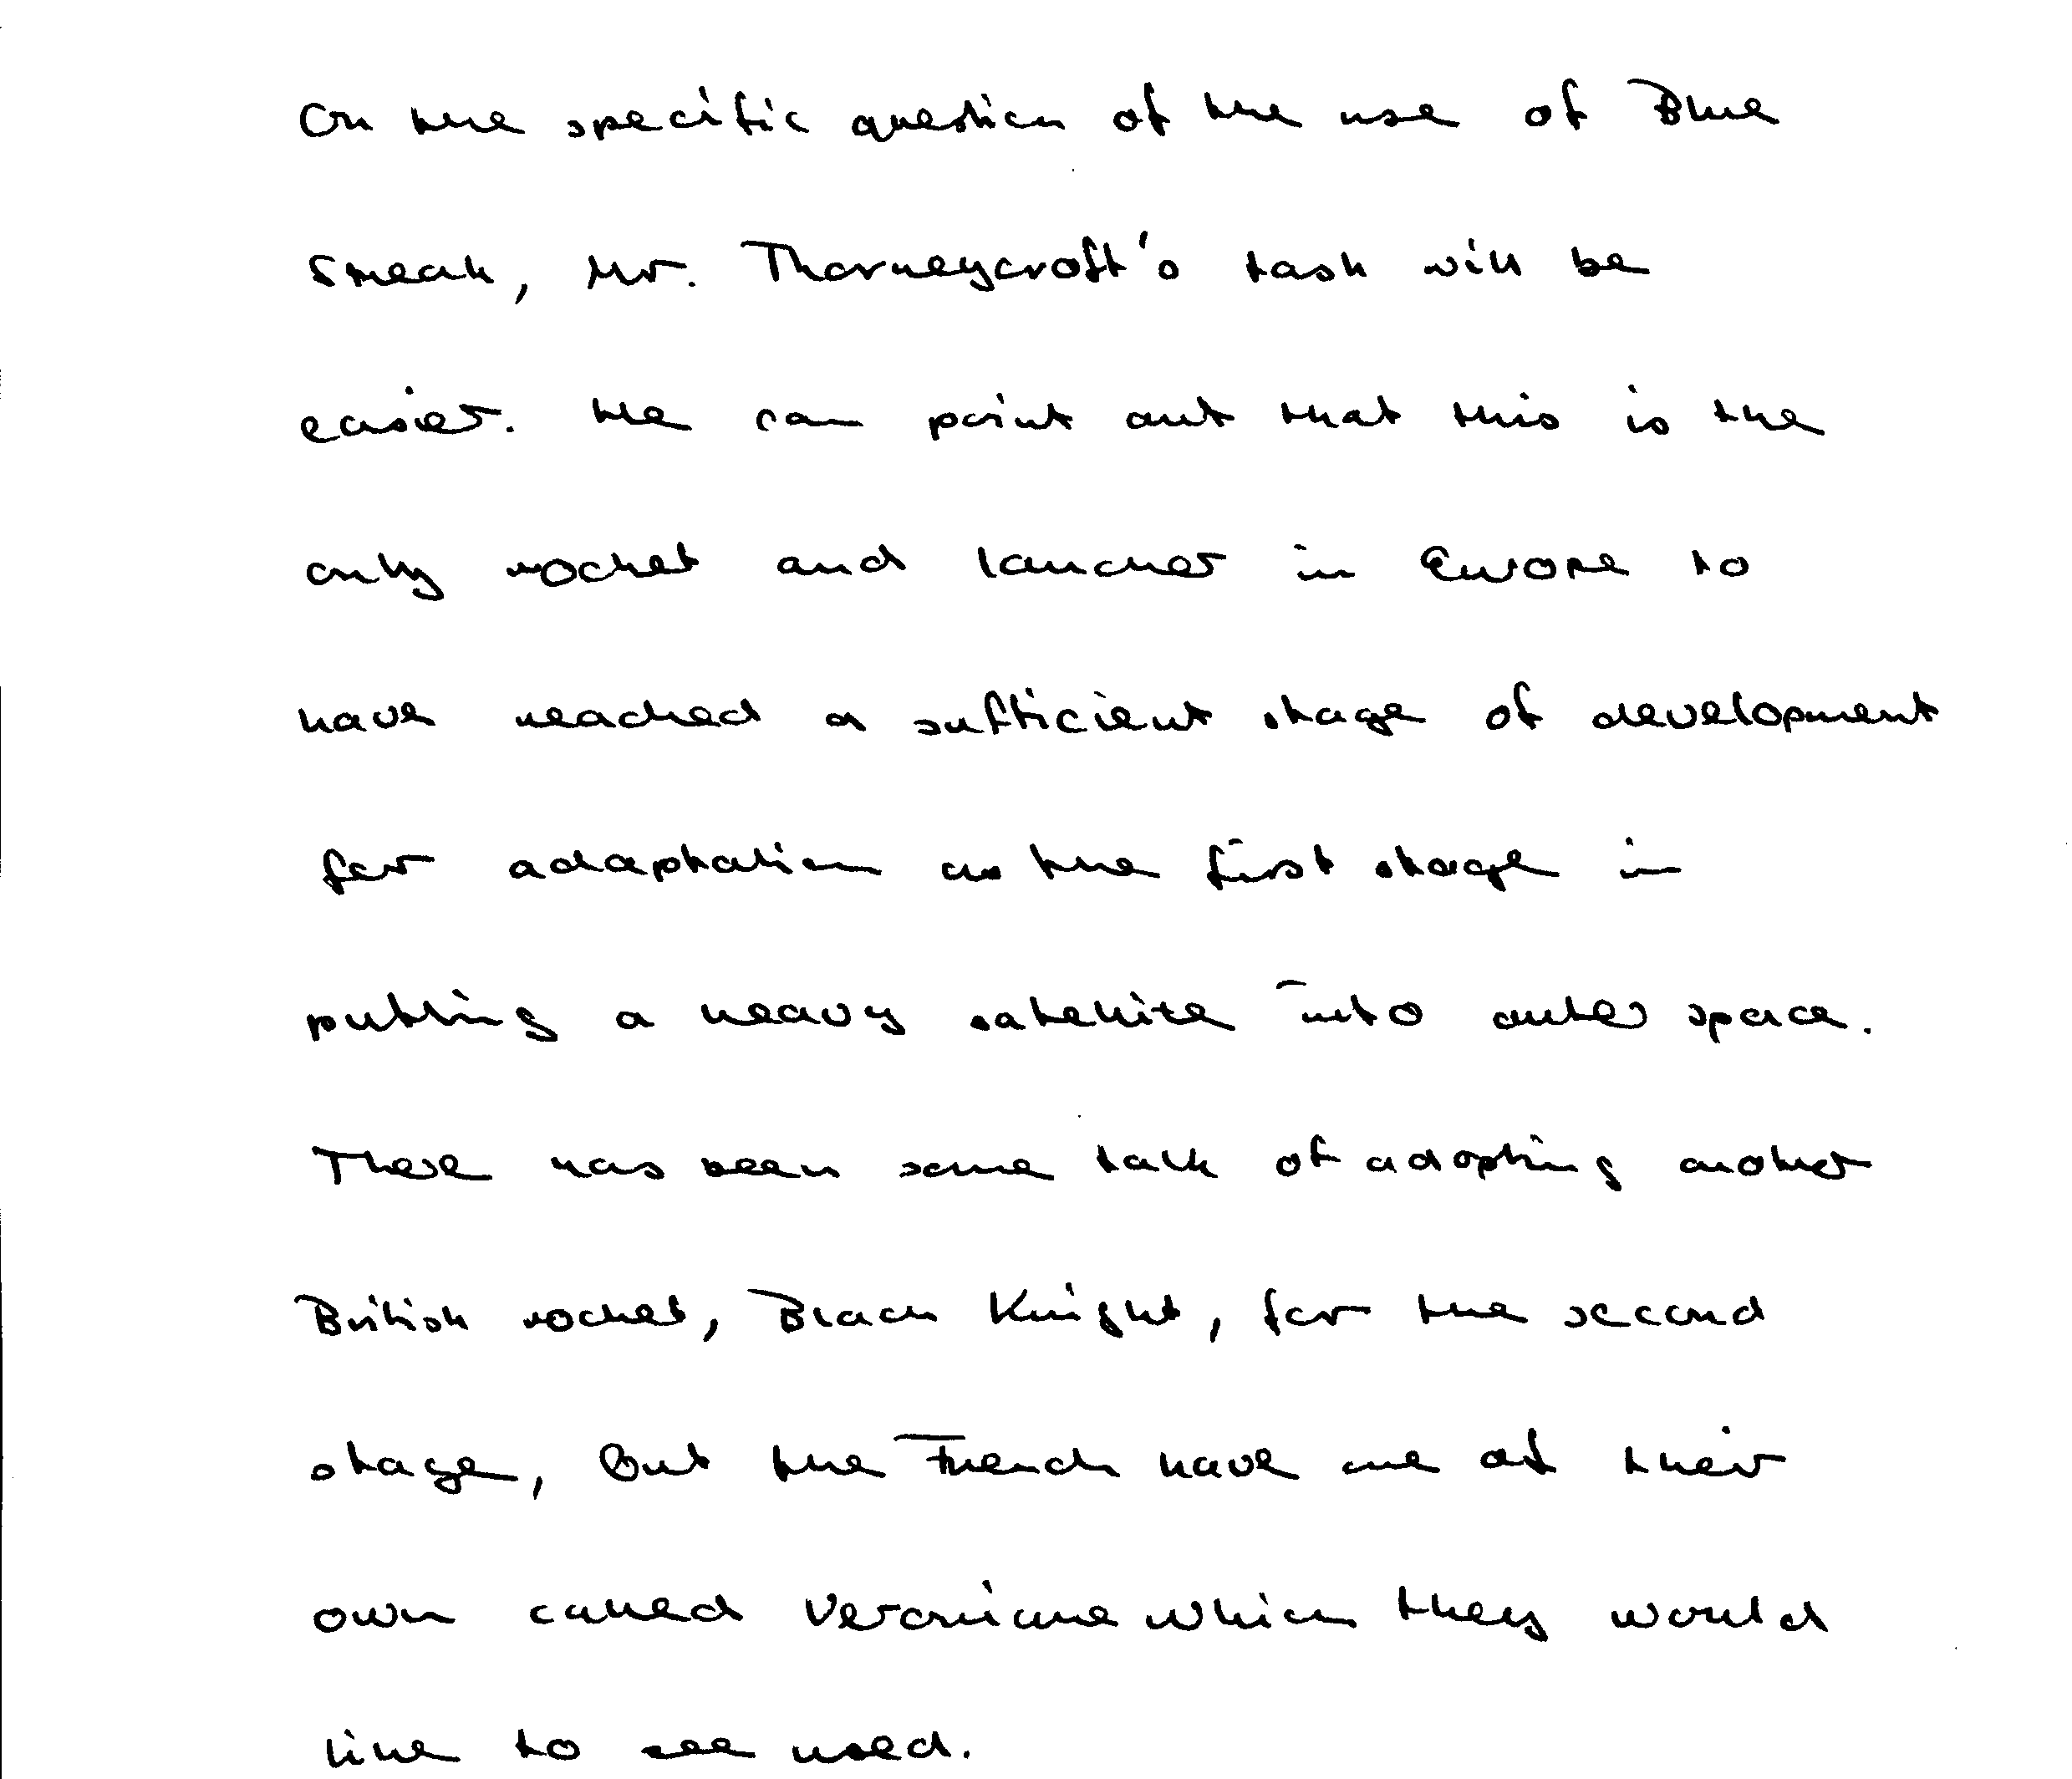 On the specific question of the use of Blue
Streak, Mr. Thorneycroft's task will be
easier. He can point out that this is the
only rocket and launcher in Europe to
have reached a sufficient stage of development
for adaptation as the first stage in
putting a heavy satellite into outer space.
There has been some talk of adopting another
British rocket, Black Knight, for the second
stage, but the French have one of their
own called Veronique which they would
like to see used.